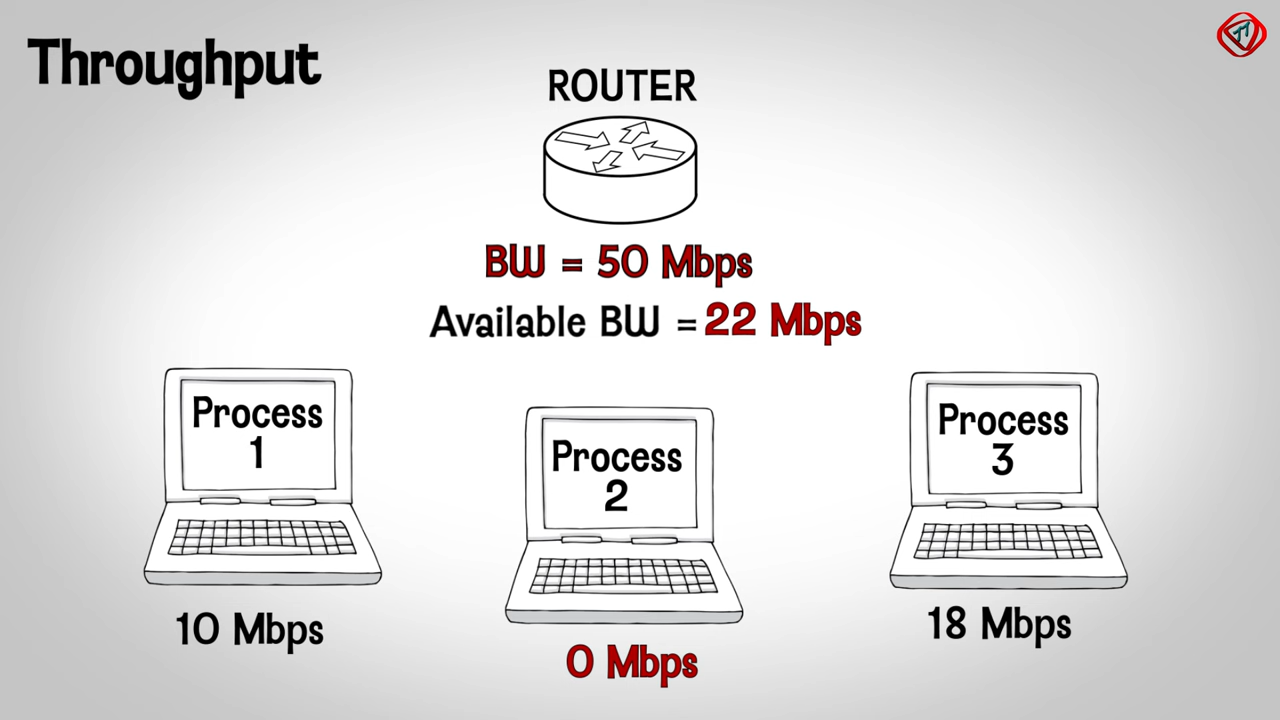 Throughput
ROUTER
BW = 50 Mbps
Available BW = 22 Mbps
Process
1
Process
2
Process
3
10 Mbps
0 Mbps
18 Mbps